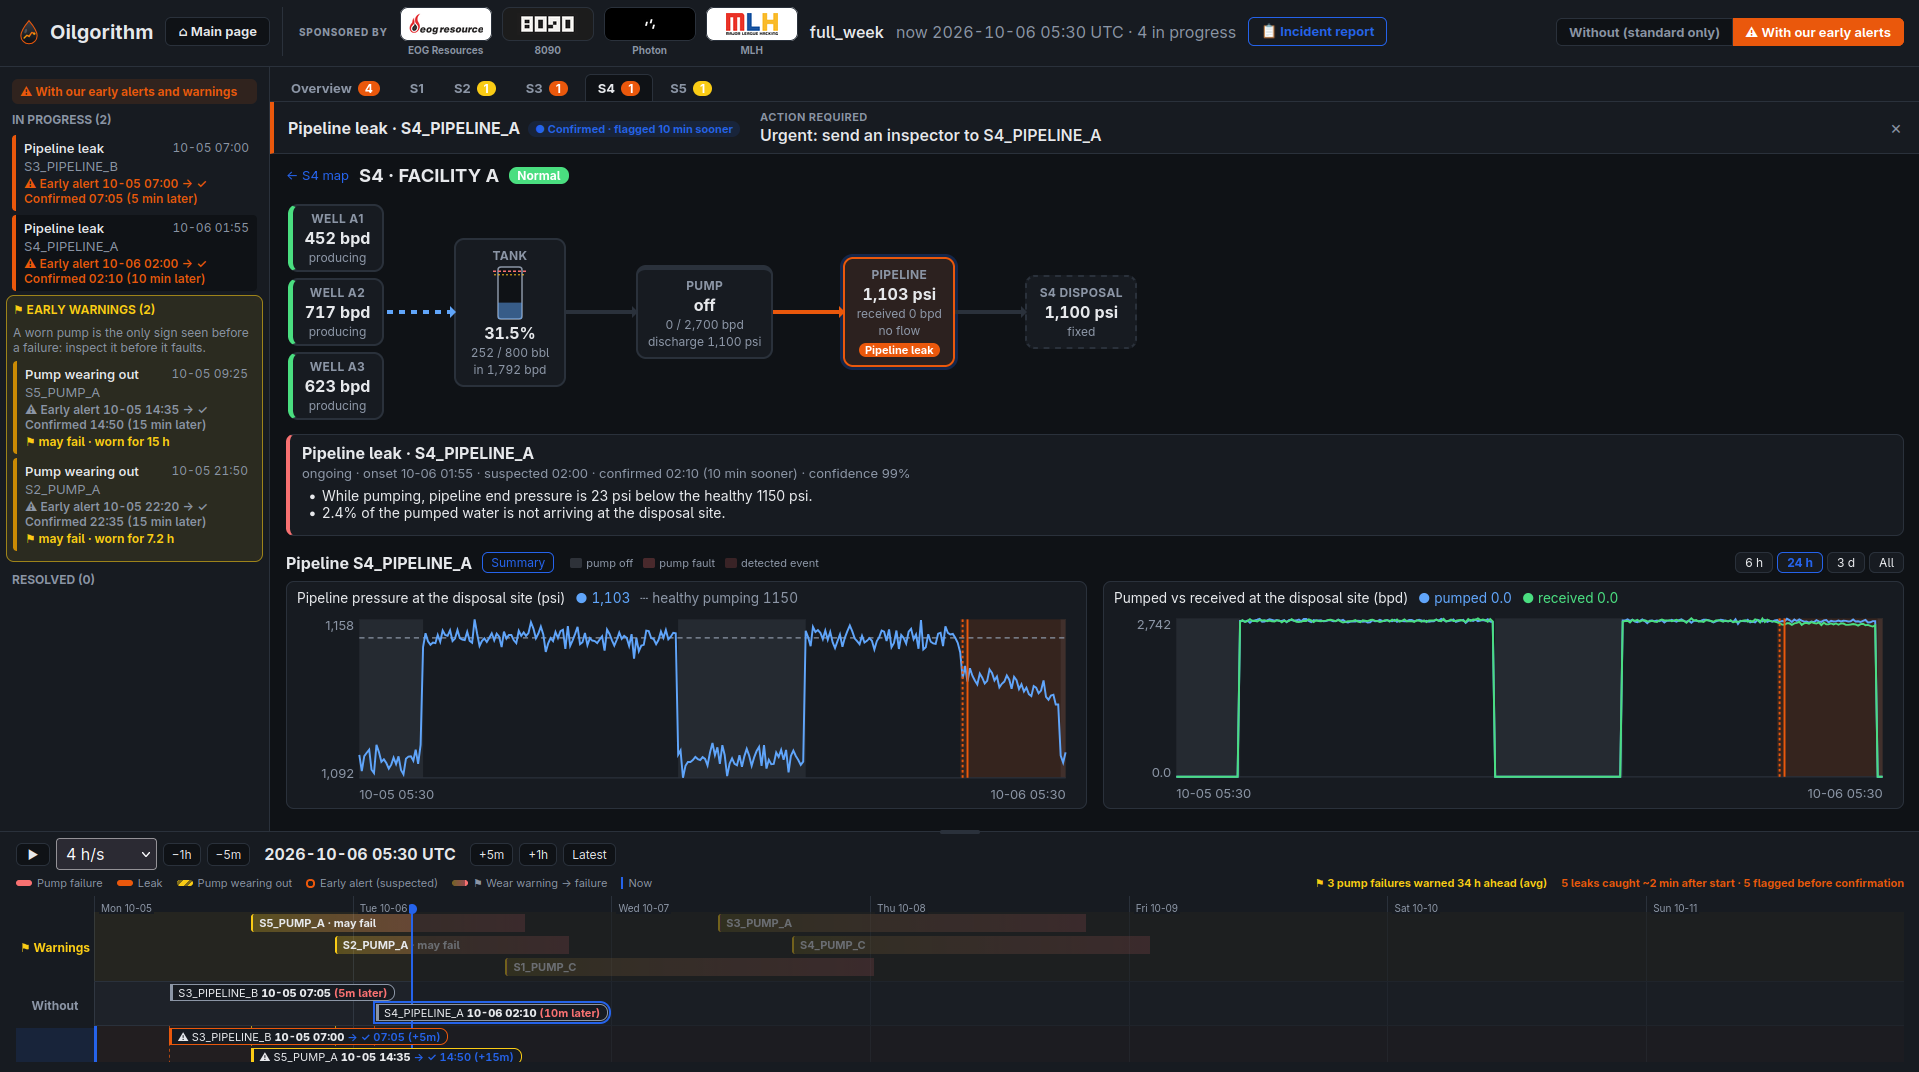 Oilgorithm
⌂ Main page
SPONSORED BY
eog resource
EOG Resources
8090
8090
Photon
MLH
MAJOR LEAGUE HACKING
MLH
full_week now 2026-10-06 05:30 UTC · 4 in progress
📋 Incident report
Without (standard only)
⚠ With our early alerts
⚠ With our early alerts and warnings
IN PROGRESS (2)
Pipeline leak 10-05 07:00
S3_PIPELINE_B
⚠ Early alert 10-05 07:00 → ✓
Confirmed 07:05 (5 min later)
Pipeline leak 10-06 01:55
S4_PIPELINE_A
⚠ Early alert 10-06 02:00 → ✓
Confirmed 02:10 (10 min later)
⚑ EARLY WARNINGS (2)
A worn pump is the only sign seen before
a failure: inspect it before it faults.
Pump wearing out 10-05 09:25
S5_PUMP_A
⚠ Early alert 10-05 14:35 → ✓
Confirmed 14:50 (15 min later)
⚑ may fail · worn for 15 h
Pump wearing out 10-05 21:50
S2_PUMP_A
⚠ Early alert 10-05 22:20 → ✓
Confirmed 22:35 (15 min later)
⚑ may fail · worn for 7.2 h
RESOLVED (0)
Overview 4
S1
S2 1
S3 1
S4 1
S5 1
Pipeline leak · S4_PIPELINE_A
● Confirmed · flagged 10 min sooner
ACTION REQUIRED
Urgent: send an inspector to S4_PIPELINE_A
×
← S4 map
S4 · FACILITY A
Normal
WELL A1
452 bpd
producing
WELL A2
717 bpd
producing
WELL A3
623 bpd
producing
TANK
31.5%
252 / 800 bbl
in 1,792 bpd
PUMP
off
0 / 2,700 bpd
discharge 1,100 psi
PIPELINE
1,103 psi
received 0 bpd
no flow
Pipeline leak
S4 DISPOSAL
1,100 psi
fixed
Pipeline leak · S4_PIPELINE_A
ongoing · onset 10-06 01:55 · suspected 02:00 · confirmed 02:10 (10 min sooner) · confidence 99%
• While pumping, pipeline end pressure is 23 psi below the healthy 1150 psi.
• 2.4% of the pumped water is not arriving at the disposal site.
Pipeline S4_PIPELINE_A
Summary
pump off
pump fault
detected event
6 h
24 h
3 d
All
Pipeline pressure at the disposal site (psi) ● 1,103 -- healthy pumping 1150
1,158
1,092
10-05 05:30
10-06 05:30
Pumped vs received at the disposal site (bpd) ● pumped 0.0 ● received 0.0
2,742
0.0
10-05 05:30
10-06 05:30
▶
4 h/s
−1h
−5m
2026-10-06 05:30 UTC
+5m
+1h
Latest
Pump failure
Leak
Pump wearing out
Early alert (suspected)
⚑ Wear warning → failure
Now
⚑ 3 pump failures warned 34 h ahead (avg)
5 leaks caught ~2 min after start · 5 flagged before confirmation
Mon 10-05
Tue 10-06
Wed 10-07
Thu 10-08
Fri 10-09
Sat 10-10
Sun 10-11
⚑ Warnings
S5_PUMP_A · may fail
S3_PUMP_A
S2_PUMP_A · may fail
S4_PUMP_C
S1_PUMP_C
Without
S3_PIPELINE_B 10-05 07:05 (5m later)
S4_PIPELINE_A 10-06 02:10 (10m later)
⚠ S3_PIPELINE_B 10-05 07:00 → ✓ 07:05 (+5m)
⚠ S5_PUMP_A 10-05 14:35 → ✓ 14:50 (+15m)